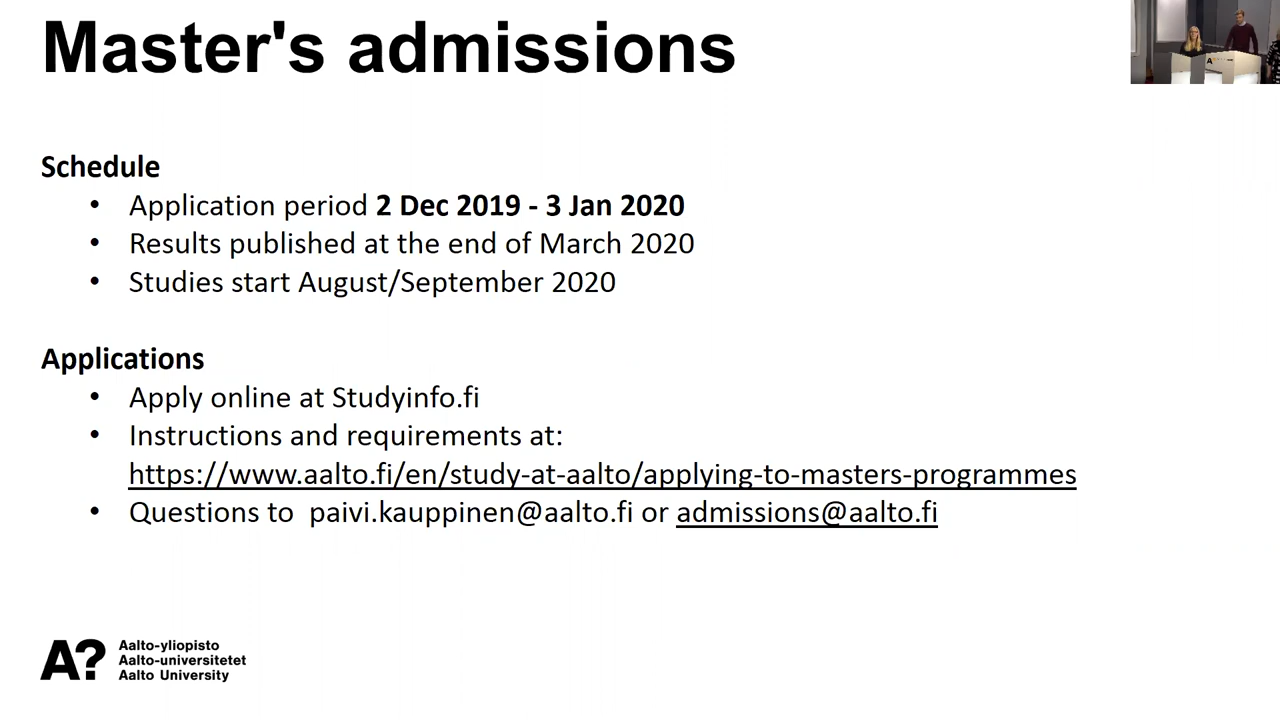 Master's admissions
Schedule
• Application period 2 Dec 2019 - 3 Jan 2020
• Results published at the end of March 2020
• Studies start August/September 2020
Applications
• Apply online at Studyinfo.fi
• Instructions and requirements at:
https://www.aalto.fi/en/study-at-aalto/applying-to-masters-programmes
• Questions to  paivi.kauppinen@aalto.fi or admissions@aalto.fi
A?
Aalto-yliopisto
Aalto-universitetet
Aalto University